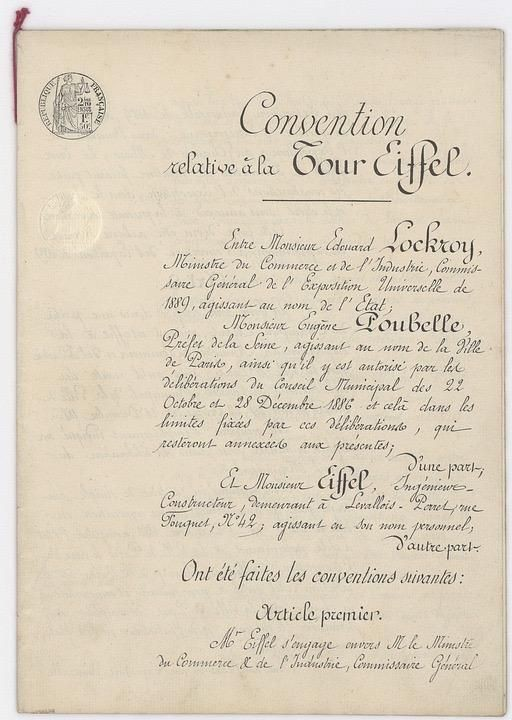 RÉPUBLIQUE FRANÇAISE
Convention
relative à la Tour Eiffel.
Entre Monsieur Edouard Lockroy,
Ministre du Commerce et de l'Industrie, Commis-
saire Général de l'Exposition Universelle de
1889, agissant au nom de l'Etat;
Monsieur Eugène Poubelle,
Préfet de la Seine, agissant au nom de la Ville
de Paris, ainsi qu'il y est autorisé par les
délibérations du Conseil Municipal des 22
Octobre et 28 Décembre 1886 et celà dans les
limites fixées par ces délibérations, qui
resteront annexées aux présentes;
D'une part;
Et Monsieur Eiffel, Ingénieur-
Constructeur, demeurant à Levallois-Perret, rue
Fouquet, N° 42; agissant en son nom personnel;
D'autre part.
Ont été faites les conventions suivantes:
Article premier.
Mr Eiffel s'engage envers M le Ministre
du Commerce & de l'Industrie, Commissaire Général